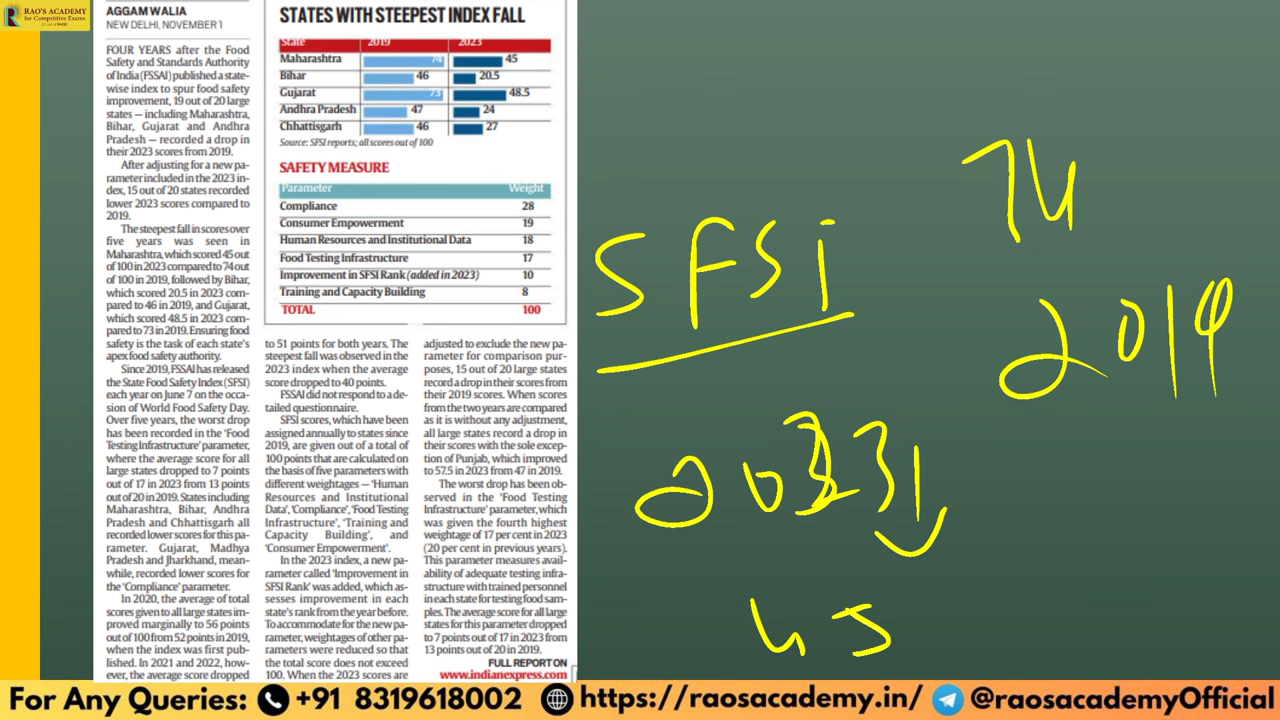 RAO'S ACADEMY
for Competitive Exams
AGGAM WALIA
NEW DELHI, NOVEMBER 1
FOUR YEARS after the Food
Safety and Standards Authority
of India (FSSAI) published a state-
wise index to spur food safety
improvement, 19 out of 20 large
states — including Maharashtra,
Bihar, Gujarat and Andhra
Pradesh — recorded a drop in
their 2023 scores from 2019.
After adjusting for a new pa-
rameter included in the 2023 in-
dex, 15 out of 20 states recorded
lower 2023 scores compared to
2019.
The steepest fall in scores over
five years was seen in
Maharashtra, which scored 45 out
of 100 in 2023 compared to 74 out
of 100 in 2019, followed by Bihar,
which scored 20.5 in 2023 com-
pared to 46 in 2019, and Gujarat,
which scored 48.5 in 2023 com-
pared to 73 in 2019. Ensuring food
safety is the task of each state's
apex food safety authority.
Since 2019, FSSAI has released
the State Food Safety Index (SFSI)
each year on June 7 on the occa-
sion of World Food Safety Day.
Over five years, the worst drop
has been recorded in the 'Food
Testing Infrastructure' parameter,
where the average score for all
large states dropped to 7 points
out of 17 in 2023 from 13 points
out of 20 in 2019. States including
Maharashtra, Bihar, Andhra
Pradesh and Chhattisgarh all
recorded lower scores for this pa-
rameter. Gujarat, Madhya
Pradesh and Jharkhand, mean-
while, recorded lower scores for
the 'Compliance' parameter.
In 2020, the average of total
scores given to all large states im-
proved marginally to 56 points
out of 100 from 52 points in 2019,
when the index was first pub-
lished. In 2021 and 2022, how-
ever, the average score dropped
STATES WITH STEEPEST INDEX FALL
State 2019 2023
Maharashtra 74 45
Bihar 46 20.5
Gujarat 73 48.5
Andhra Pradesh 47 24
Chhattisgarh 46 27
Source: SFSI reports; all scores out of 100
SAFETY MEASURE
Parameter Weight
Compliance 28
Consumer Empowerment 19
Human Resources and Institutional Data 18
Food Testing Infrastructure 17
Improvement in SFSI Rank (added in 2023) 10
Training and Capacity Building 8
TOTAL 100
to 51 points for both years. The
steepest fall was observed in the
2023 index when the average
score dropped to 40 points.
FSSAI did not respond to a de-
tailed questionnaire.
SFSI scores, which have been
assigned annually to states since
2019, are given out of a total of
100 points that are calculated on
the basis of five parameters with
different weightages — 'Human
Resources and Institutional
Data', 'Compliance', 'Food Testing
Infrastructure', 'Training and
Capacity Building', and
'Consumer Empowerment'.
In the 2023 index, a new pa-
rameter called 'Improvement in
SFSI Rank' was added, which as-
sesses improvement in each
state's rank from the year before.
To accommodate for the new pa-
rameter, weightages of other pa-
rameters were reduced so that
the total score does not exceed
100. When the 2023 scores are
adjusted to exclude the new pa-
rameter for comparison pur-
poses, 15 out of 20 large states
record a drop in their scores from
their 2019 scores. When scores
from the two years are compared
as it is without any adjustment,
all large states record a drop in
their scores with the sole excep-
tion of Punjab, which improved
to 57.5 in 2023 from 47 in 2019.
The worst drop has been ob-
served in the 'Food Testing
Infrastructure' parameter, which
was given the fourth highest
weightage of 17 per cent in 2023
(20 per cent in previous years).
This parameter measures avail-
ability of adequate testing infra-
structure with trained personnel
in each state for testing food sam-
ples. The average score for all large
states for this parameter dropped
to 7 points out of 17 in 2023 from
13 points out of 20 in 2019.
FULL REPORT ON
www.indianexpress.com
74
SFSI
2019
45
For Any Queries: +91 8319618002 https://raosacademy.in/ @raosacademyOfficial